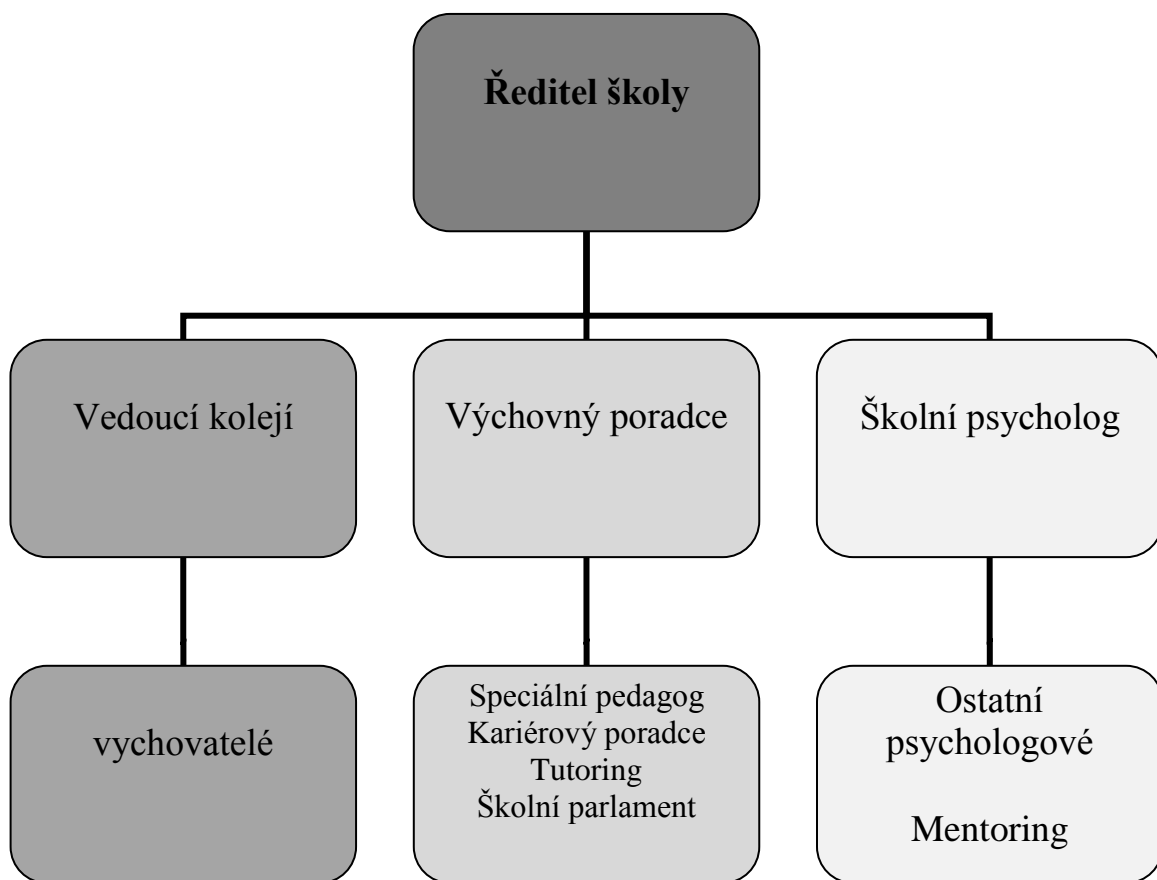 Ředitel školy
Vedoucí kolejí
Výchovný poradce
Školní psycholog
vychovatelé
Speciální pedagog
Kariérový poradce
Tutoring
Školní parlament
Ostatní
psychologové
Mentoring